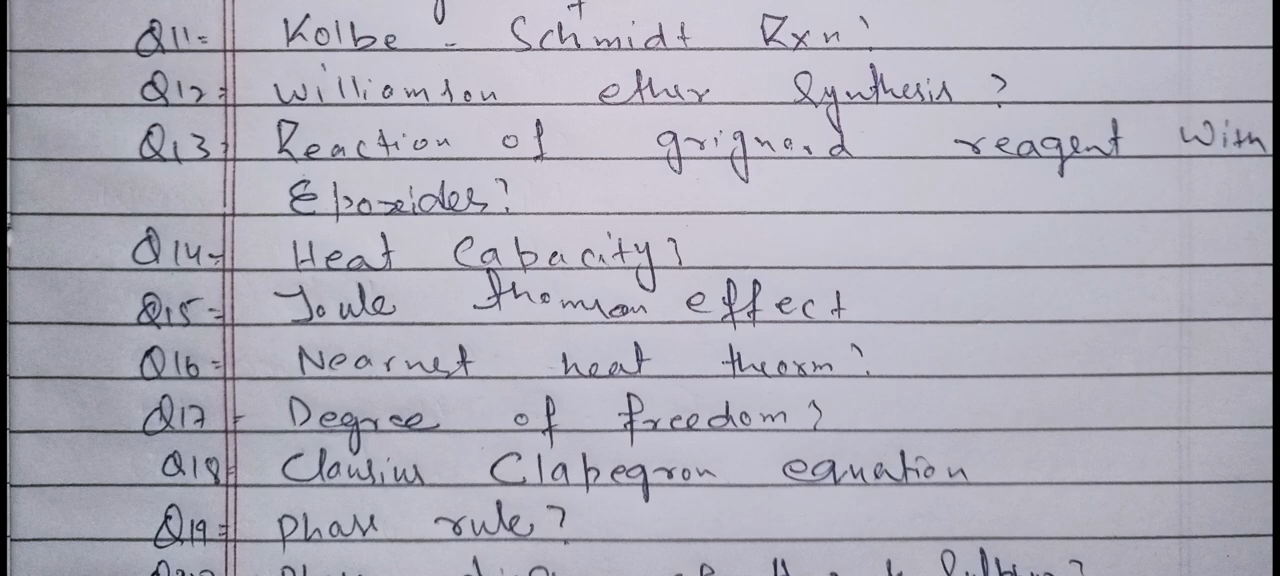 Q11= Kolbe - Schmidt Rxn?
Q12= Williamson ether Synthesis ?
Q13= Reaction of grignard reagent With
Epoxides?
Q14= Heat Capacity?
Q15= Joule thomson effect
Q16= Nearnest heat theorm?
Q17= Degree of freedom?
Q18= Clausius Clapegron equation
Q19= Phase rule?